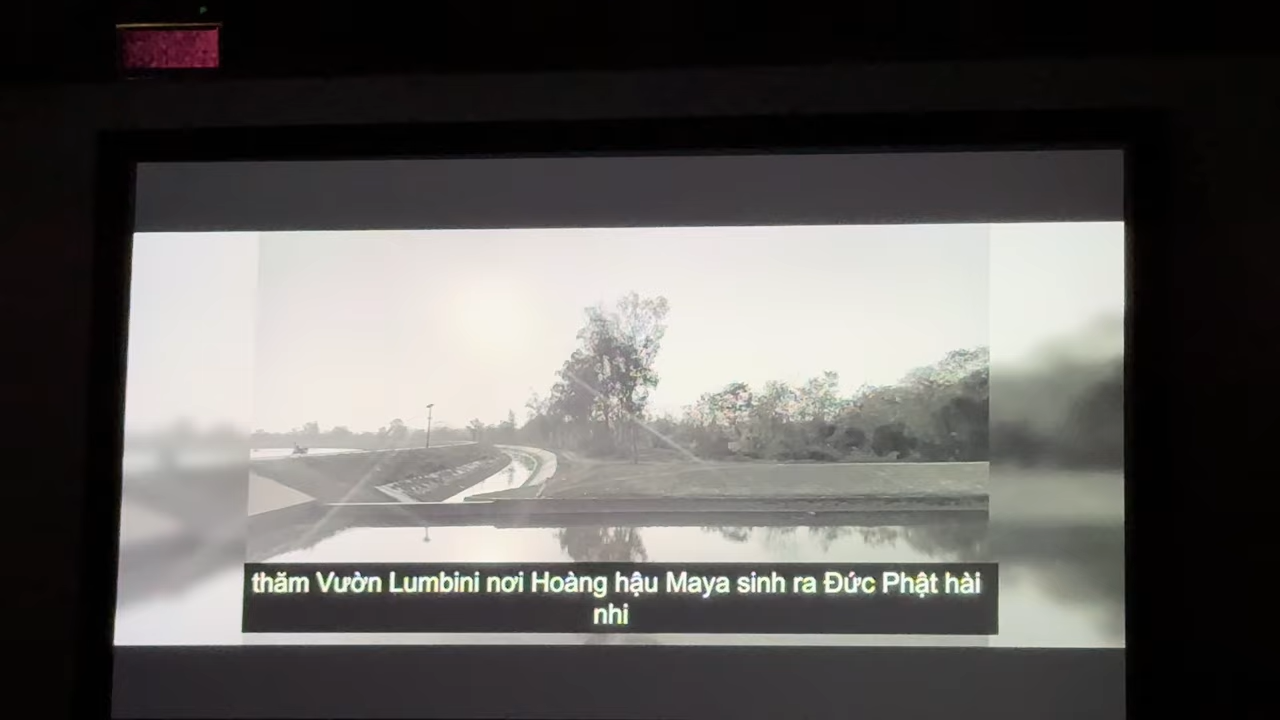 thăm Vườn Lumbini nơi Hoàng hậu Maya sinh ra Đức Phật hài
nhi